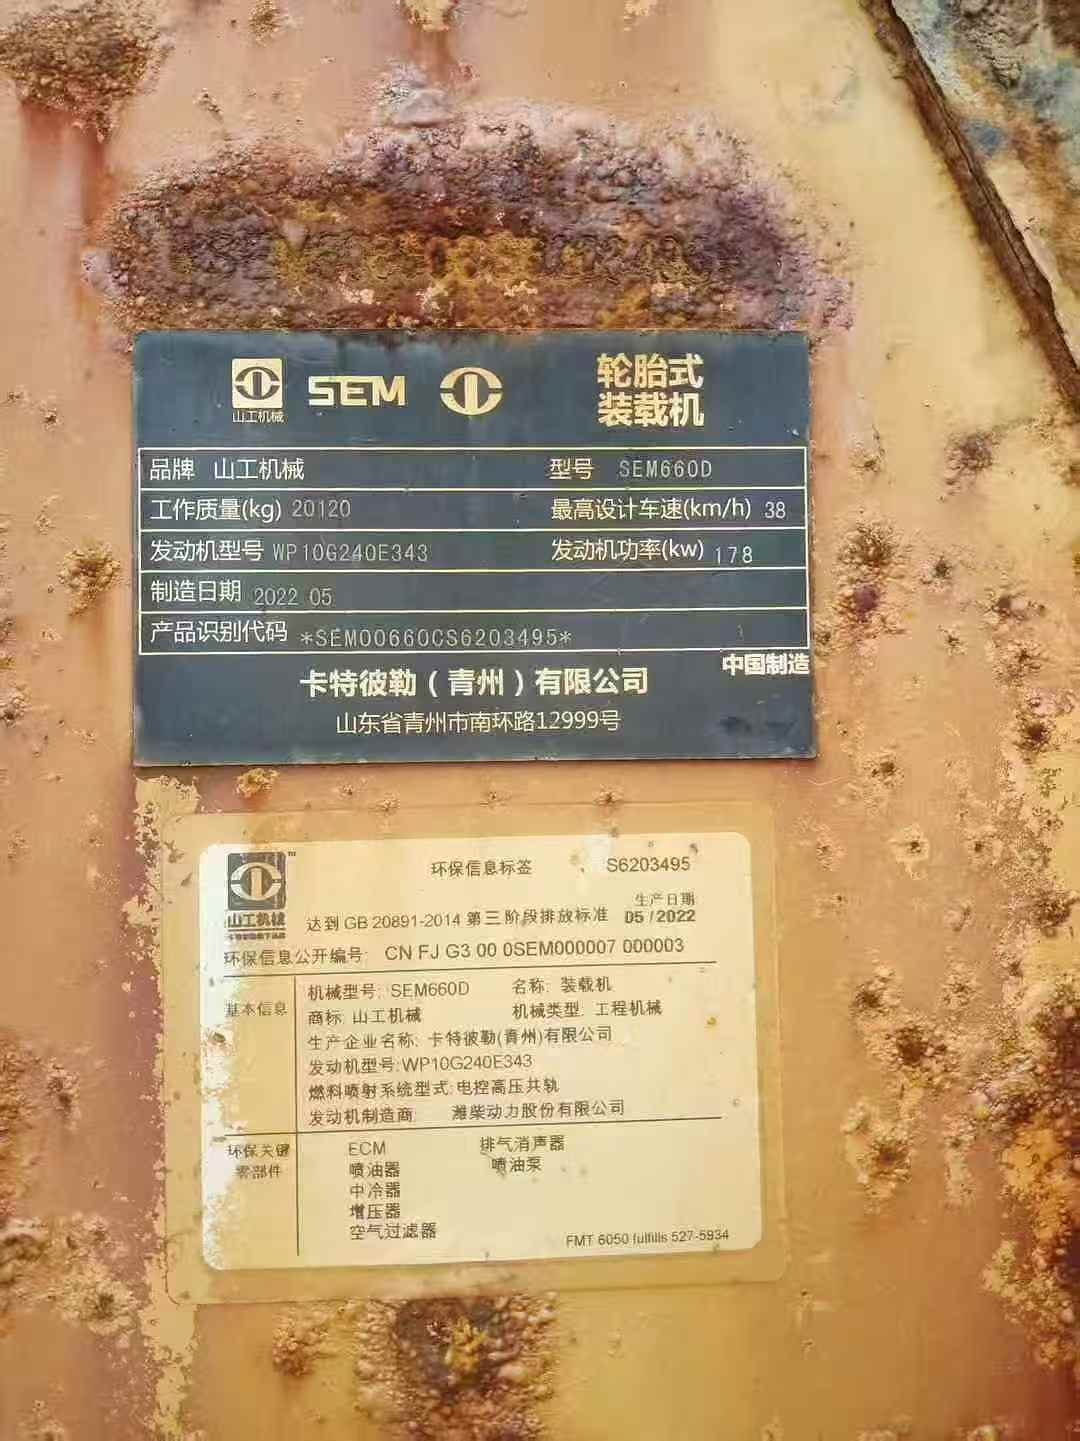 山工机械 SEM 轮胎式
装载机
品牌 山工机械 型号 SEM660D
工作质量(kg) 20120 最高设计车速(km/h) 38
发动机型号 WP10G240E343 发动机功率(kw) 178
制造日期 2022 05
产品识别代码 *SEM00660CS6203495*
中国制造
卡特彼勒（青州）有限公司
山东省青州市南环路12999号
山工机械 TM
环保信息标签 S6203495
生产日期
达到 GB 20891-2014 第三阶段排放标准 05/2022
环保信息公开编号: CN FJ G3 00 0SEM000007 000003
基本信息
机械型号: SEM660D 名称: 装载机
商标: 山工机械 机械类型: 工程机械
生产企业名称: 卡特彼勒(青州)有限公司
发动机型号:WP10G240E343
燃料喷射系统型式:电控高压共轨
发动机制造商: 潍柴动力股份有限公司
环保关键
零部件
ECM 排气消声器
喷油器 喷油泵
中冷器
增压器
空气过滤器
FMT 6050 fulfills 527-5934